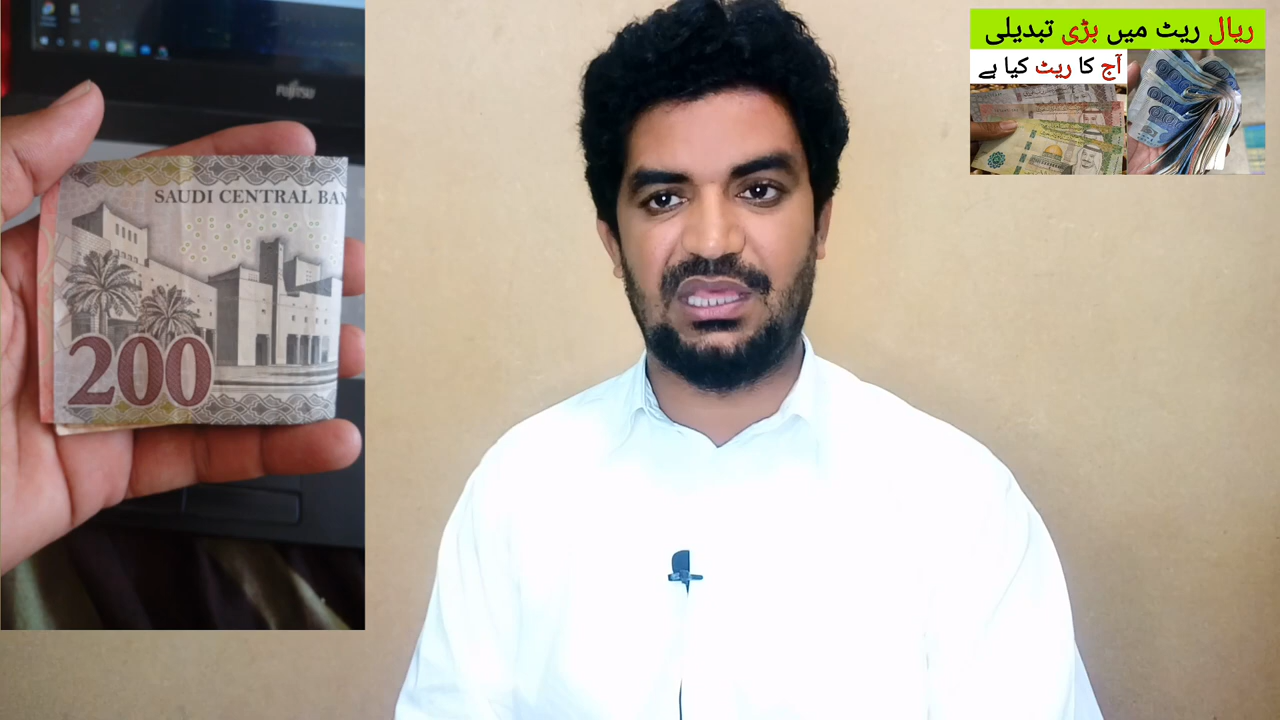 SAUDI CENTRAL BAN
200
FUJITSU
ریال ریٹ میں بڑی تبدیلی
آج کا ریٹ کیا ہے